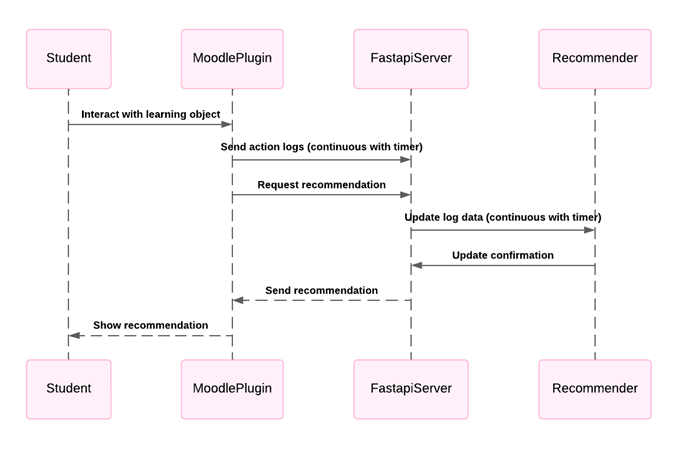 Student
MoodlePlugin
FastapiServer
Recommender
Interact with learning object
Send action logs (continuous with timer)
Request recommendation
Update log data (continuous with timer)
Update confirmation
Send recommendation
Show recommendation
Student
MoodlePlugin
FastapiServer
Recommender